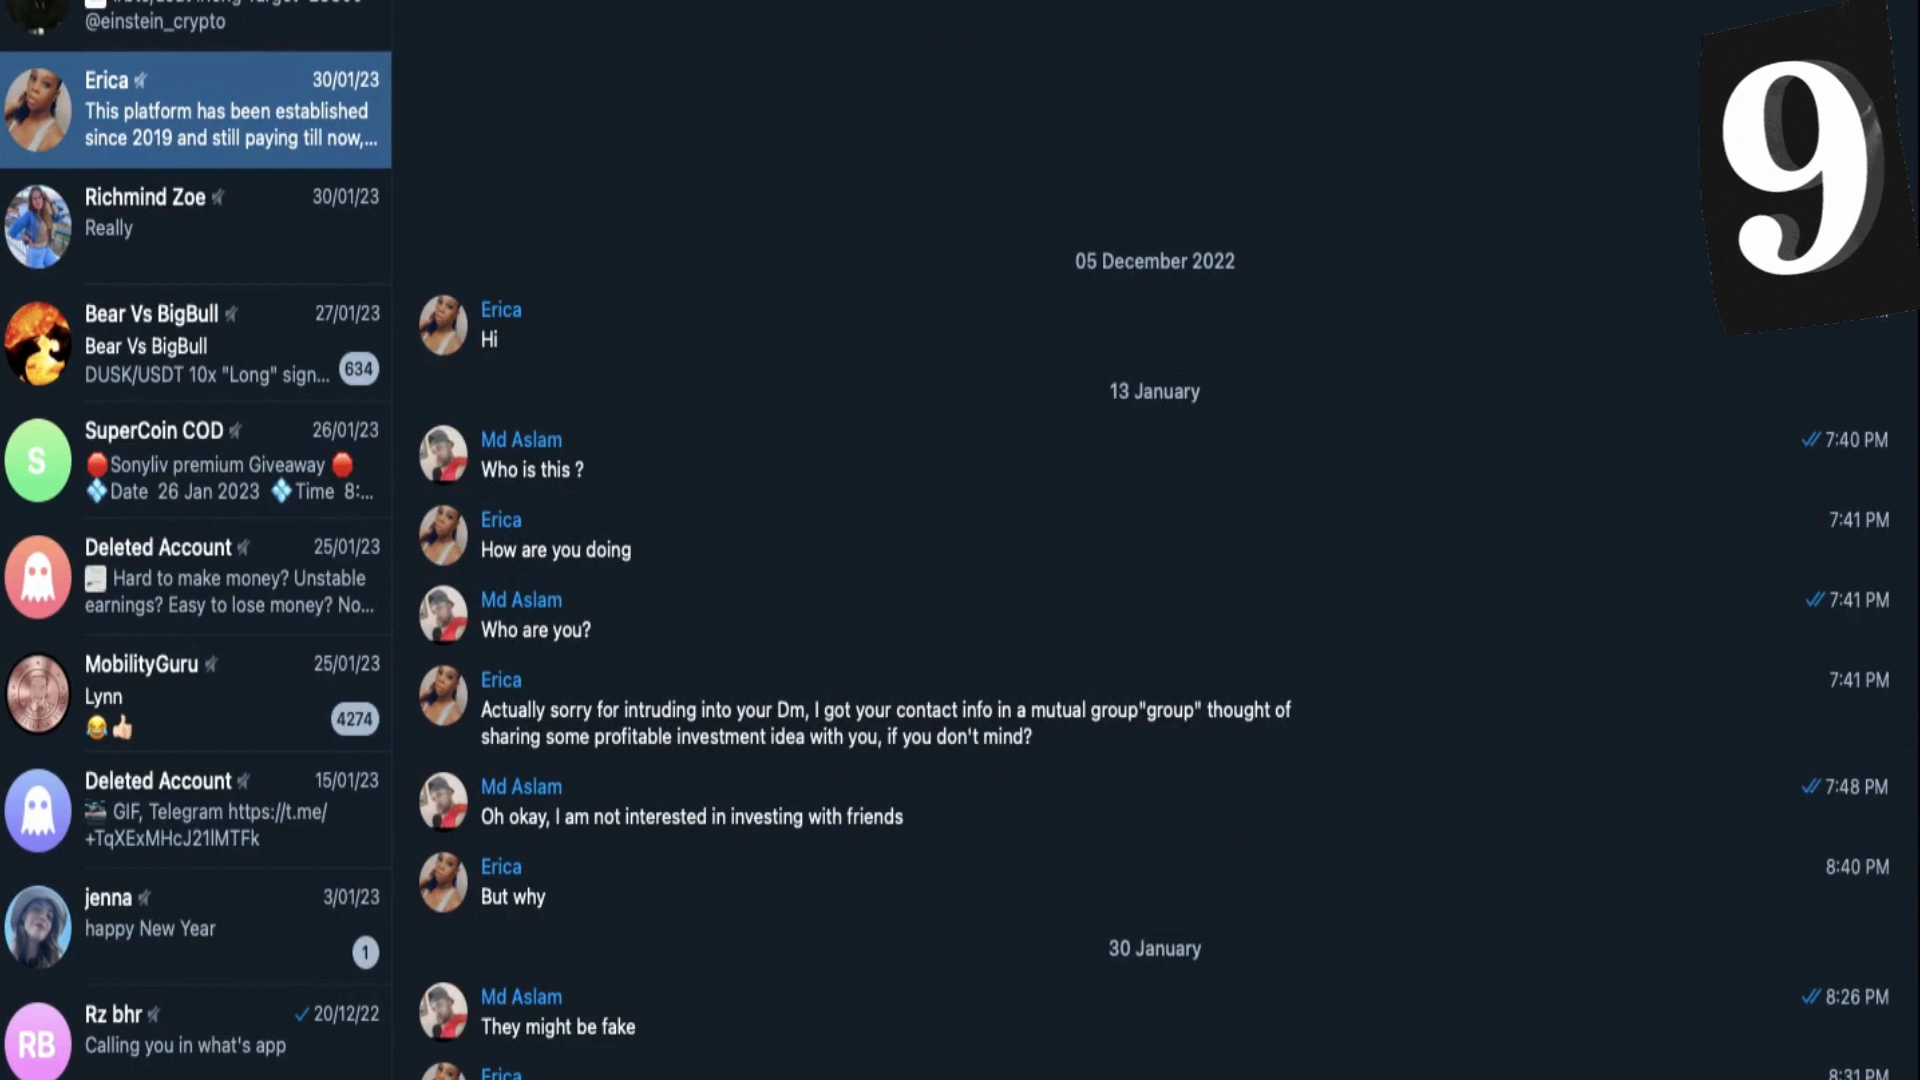 @einstein_crypto
Erica 30/01/23
This platform has been established
since 2019 and still paying till now,...
Richmind Zoe 30/01/23
Really
Bear Vs BigBull 27/01/23
Bear Vs BigBull
DUSK/USDT 10x "Long" sign... 634
SuperCoin COD 26/01/23
Sonyliv premium Giveaway
Date 26 Jan 2023 Time 8:...
Deleted Account 25/01/23
Hard to make money? Unstable
earnings? Easy to lose money? No...
MobilityGuru 25/01/23
Lynn
4274
Deleted Account 15/01/23
GIF, Telegram https://t.me/
+TqXExMHcJ21lMTFk
jenna 3/01/23
happy New Year
1
Rz bhr 20/12/22
RB
Calling you in what's app
S
9
05 December 2022
Erica
Hi
13 January
Md Aslam 7:40 PM
Who is this ?
Erica 7:41 PM
How are you doing
Md Aslam 7:41 PM
Who are you?
Erica 7:41 PM
Actually sorry for intruding into your Dm, I got your contact info in a mutual group"group" thought of
sharing some profitable investment idea with you, if you don't mind?
Md Aslam 7:48 PM
Oh okay, I am not interested in investing with friends
Erica 8:40 PM
But why
30 January
Md Aslam 8:26 PM
They might be fake
Erica 8:31 PM